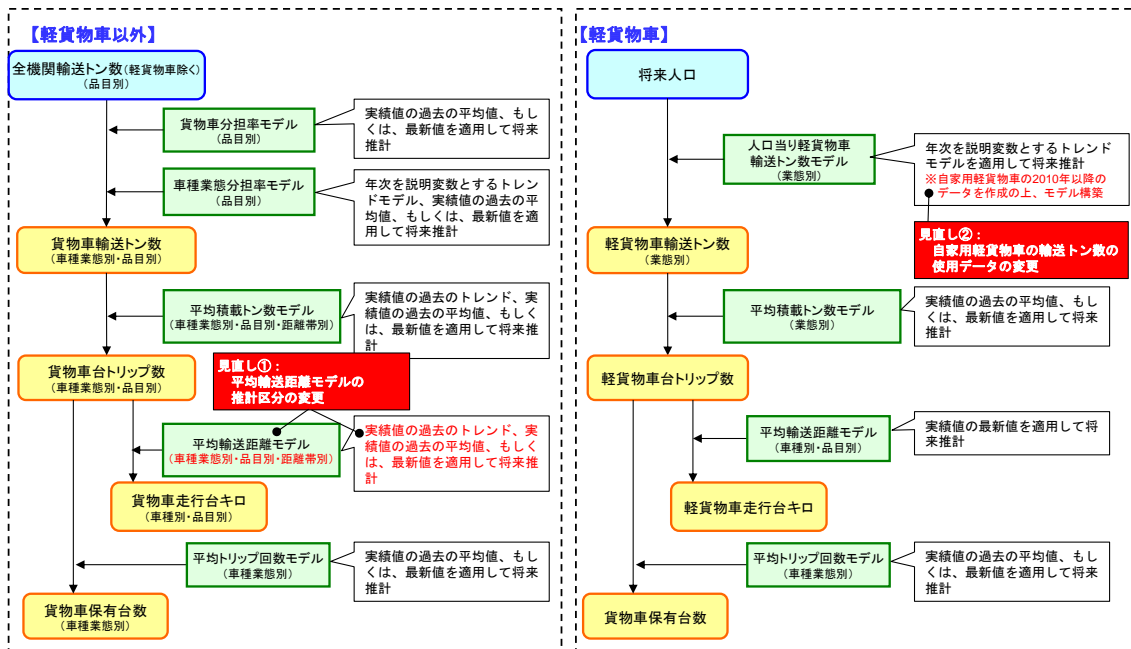 【軽貨物車以外】
全機関輸送トン数(軽貨物車除く)
(品目別)
貨物車分担率モデル
(品目別)
実績値の過去の平均値、もし
くは、最新値を適用して将来
推計
車種業態分担率モデル
(品目別)
年次を説明変数とするトレン
ドモデル、実績値の過去の平
均値、もしくは、最新値を適
用して将来推計
貨物車輸送トン数
(車種業態別・品目別)
平均積載トン数モデル
(車種業態別・品目別・距離帯別)
実績値の過去のトレンド、実
績値の過去の平均値、もしく
は、最新値を適用して将来推
計
貨物車台トリップ数
(車種業態別・品目別)
見直し①:
平均輸送距離モデルの
推計区分の変更
平均輸送距離モデル
(車種業態別・品目別・距離帯別)
実績値の過去のトレンド、実
績値の過去の平均値、もしく
は、最新値を適用して将来推
計
貨物車走行台キロ
(車種別・品目別)
平均トリップ回数モデル
(車種業態別)
実績値の過去の平均値、もし
くは、最新値を適用して将来
推計
貨物車保有台数
(車種業態別)
【軽貨物車】
将来人口
人口当り軽貨物車
輸送トン数モデル
(業態別)
年次を説明変数とするトレンド
モデルを適用して将来推計
※自家用軽貨物車の2010年以降の
データを作成の上、モデル構築
見直し②:
自家用軽貨物車の輸送トン数の
使用データの変更
軽貨物車輸送トン数
(業態別)
平均積載トン数モデル
(業態別)
実績値の過去の平均、もしく
は、最新値を適用して将来
推計
軽貨物車台トリップ数
平均輸送距離モデル
(車種別・品目別)
実績値の最新値を適用して将
来推計
軽貨物車走行台キロ
平均トリップ回数モデル
(車種業態別)
実績値の過去の平均値、もし
くは、最新値を適用して将来
推計
貨物車保有台数